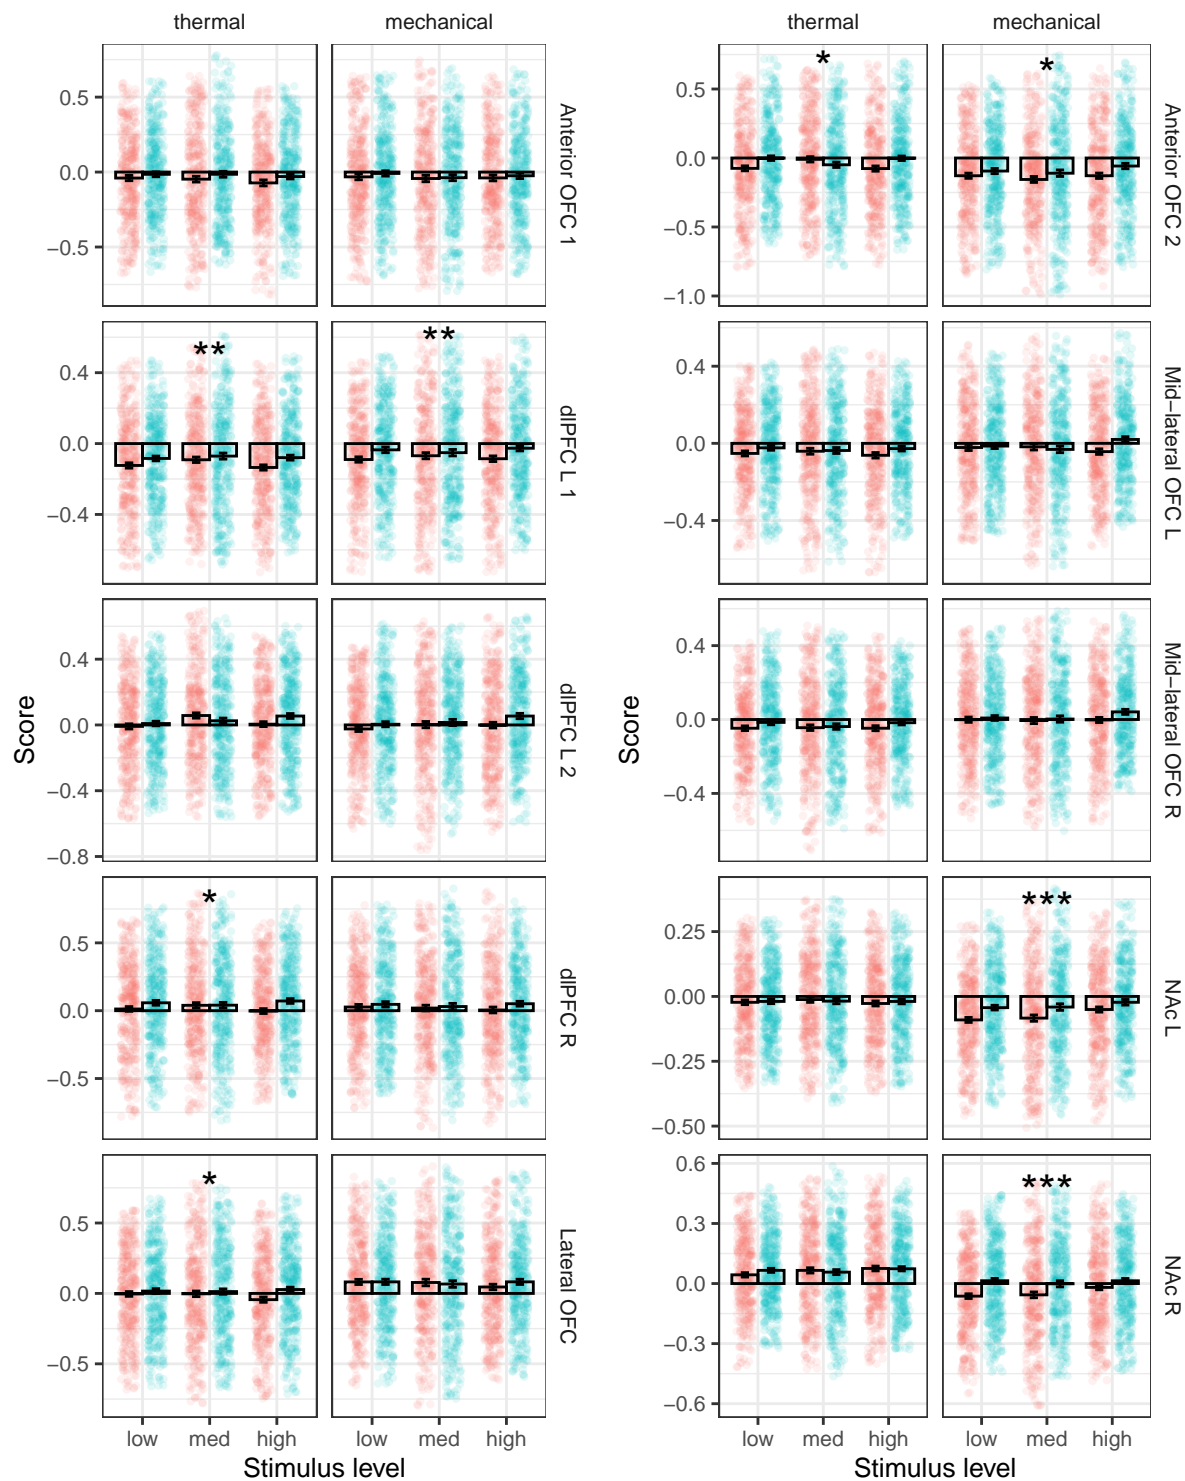 thermal
mechanical
0.5
0.0
−0.5
Anterior OFC 1
**
**
0.4
0.0
−0.4
dlPFC L 1
0.4
0.0
−0.4
−0.8
dlPFC L 2
*
0.5
0.0
−0.5
dlPFC R
*
0.5
0.0
−0.5
Lateral OFC
low med high
low med high
Score
Stimulus level
thermal
mechanical
*
*
0.5
0.0
−0.5
−1.0
Anterior OFC 2
0.4
0.0
−0.4
Mid−lateral OFC L
0.4
0.0
−0.4
Mid−lateral OFC R
***
0.25
0.00
−0.25
−0.50
NAc L
***
0.6
0.3
0.0
−0.3
−0.6
NAc R
low med high
low med high
Score
Stimulus level